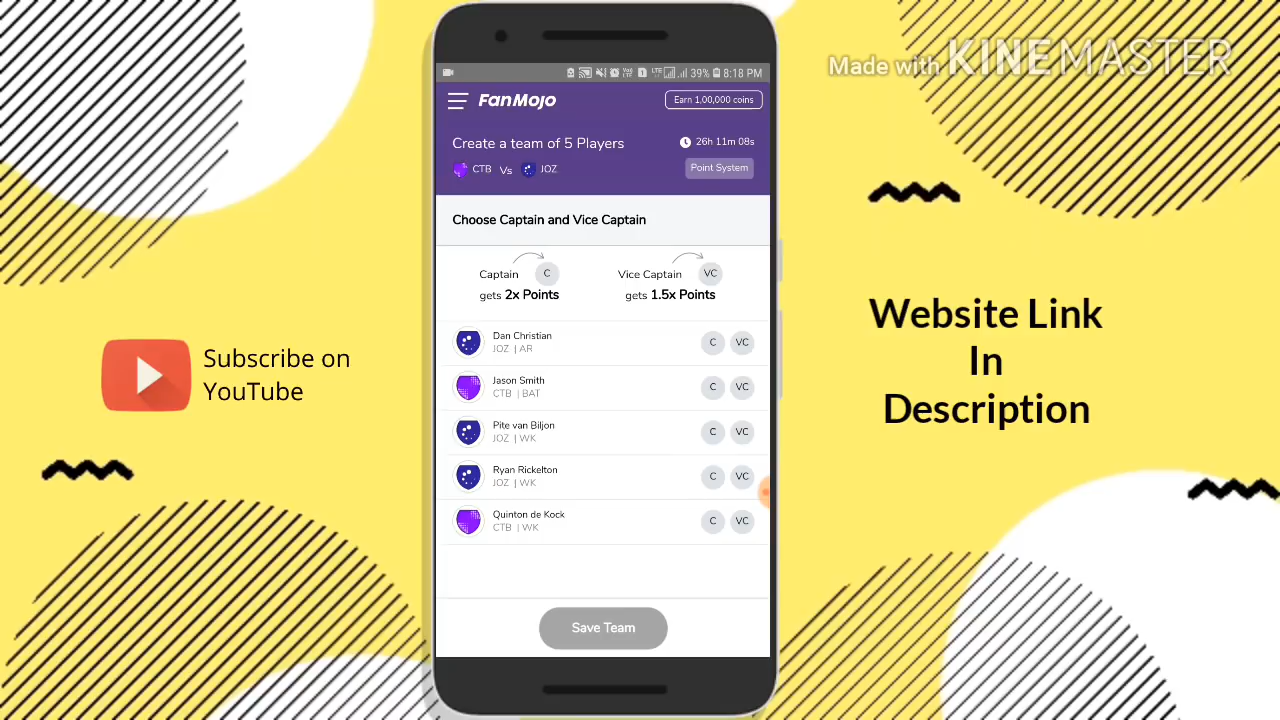 Made with KINEMASTER
39% 8:18 PM
FanMojo
Earn 1,00,000 coins
Create a team of 5 Players
26h 11m 08s
CTB Vs JOZ
Point System
Choose Captain and Vice Captain
Captain C
gets 2x Points
Vice Captain VC
gets 1.5x Points
Dan Christian
JOZ | AR
C VC
Jason Smith
CTB | BAT
C VC
Pite van Biljon
JOZ | WK
C VC
Ryan Rickelton
JOZ | WK
C VC
Quinton de Kock
CTB | WK
C VC
Save Team
Subscribe on
YouTube
Website Link
In
Description